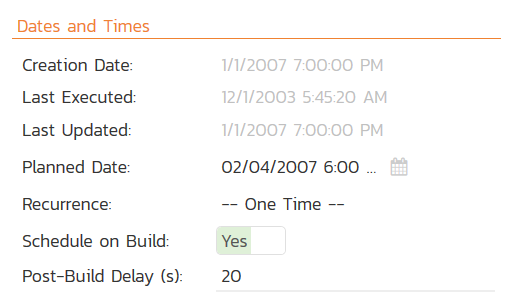 Dates and Times
Creation Date: 1/1/2007 7:00:00 PM
Last Executed: 12/1/2003 5:45:20 AM
Last Updated: 1/1/2007 7:00:00 PM
Planned Date: 02/04/2007 6:00 ...
Recurrence: -- One Time --
Schedule on Build: Yes
Post-Build Delay (s): 20